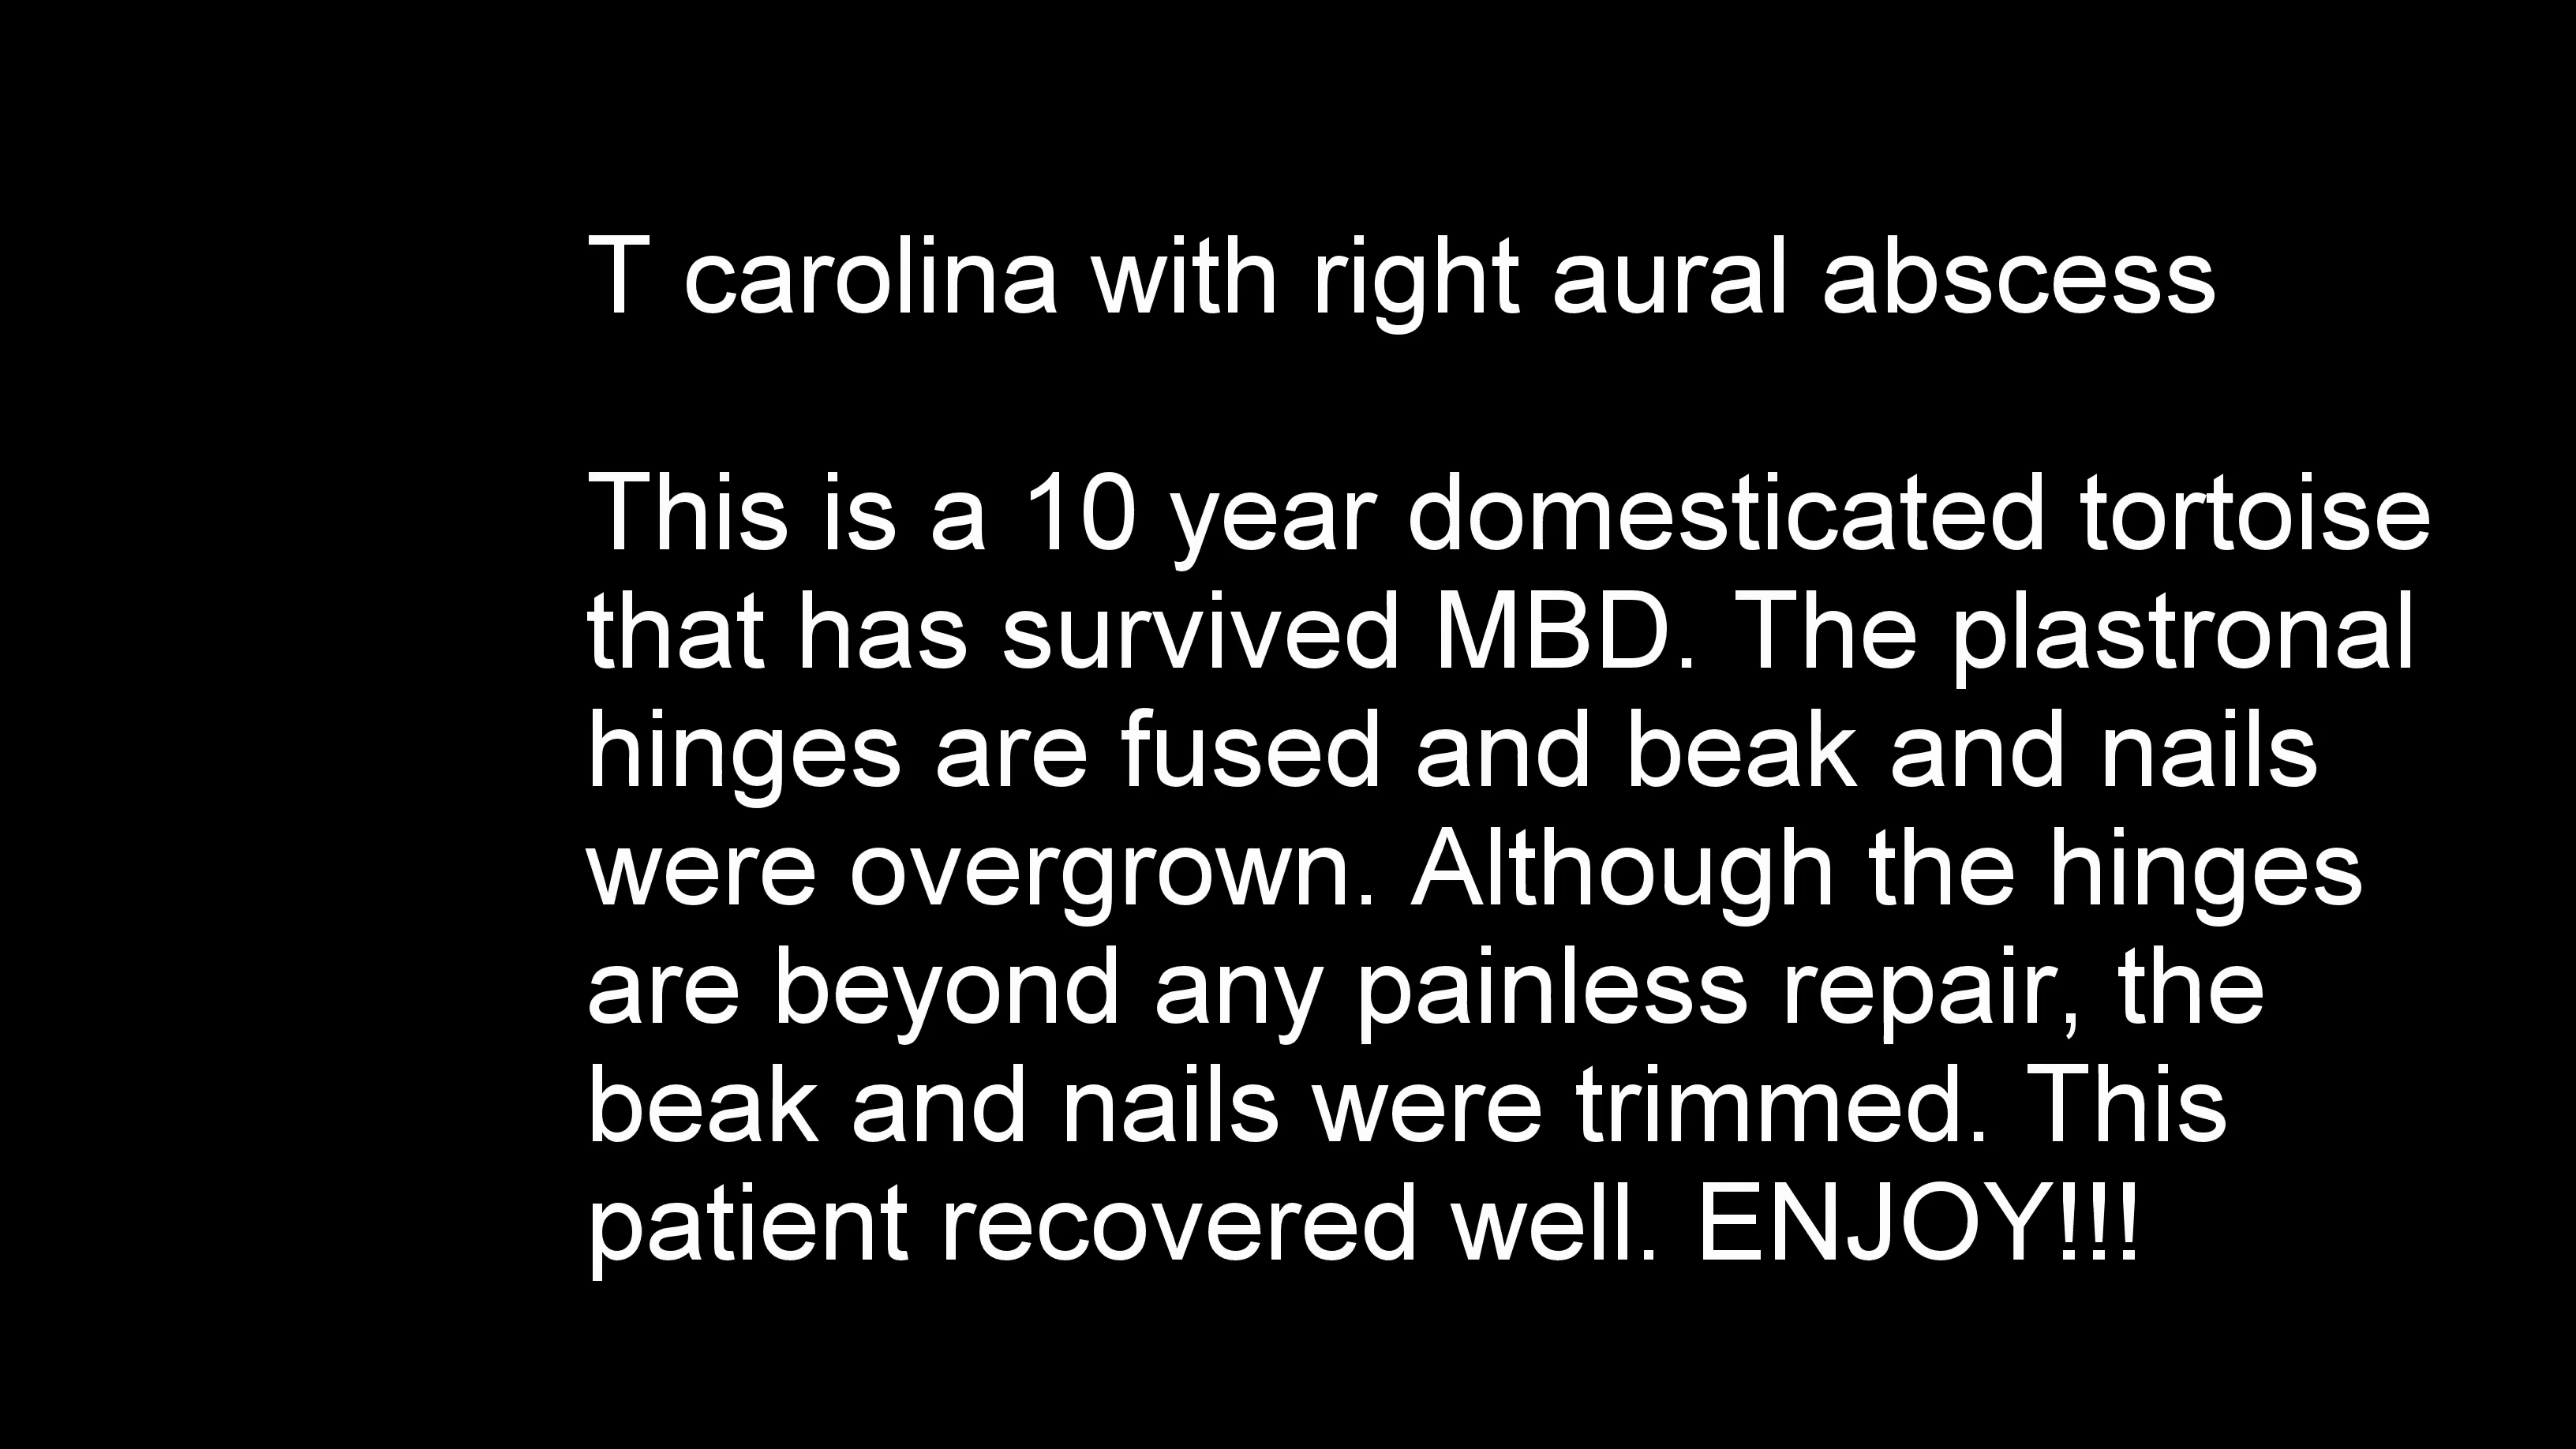 T carolina with right aural abscess
This is a 10 year domesticated tortoise
that has survived MBD. The plastronal
hinges are fused and beak and nails
were overgrown. Although the hinges
are beyond any painless repair, the
beak and nails were trimmed. This
patient recovered well. ENJOY!!!